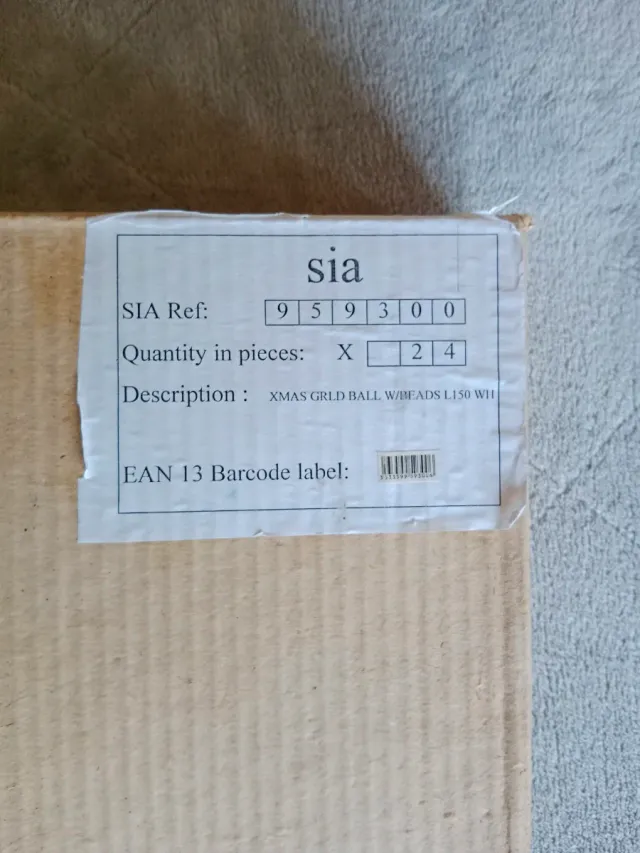 sia
SIA Ref: 9 5 9 3 0 0
Quantity in pieces: X 2 4
Description : XMAS GRLD BALL W/BEADS L150
EAN 13 Barcode label: